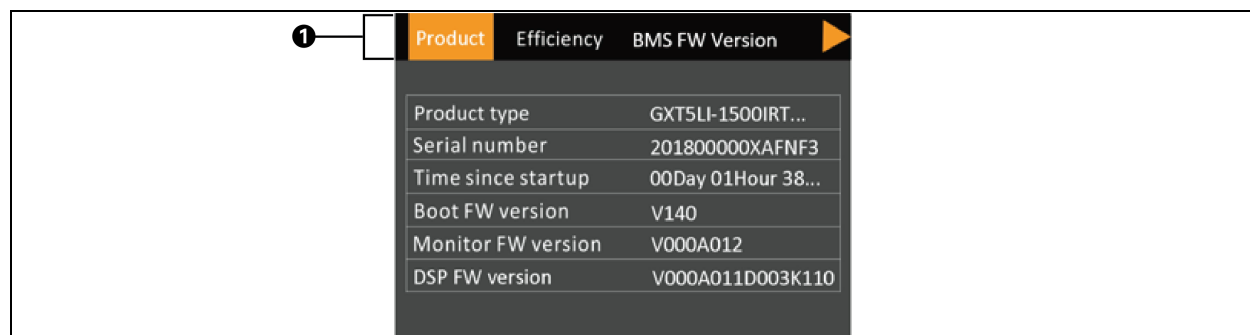 1
Product Efficiency BMS FW Version
Product type GXT5LI-1500IRT...
Serial number 201800000XAFNF3
Time since startup 00Day 01Hour 38...
Boot FW version V140
Monitor FW version V000A012
DSP FW version V000A011D003K110